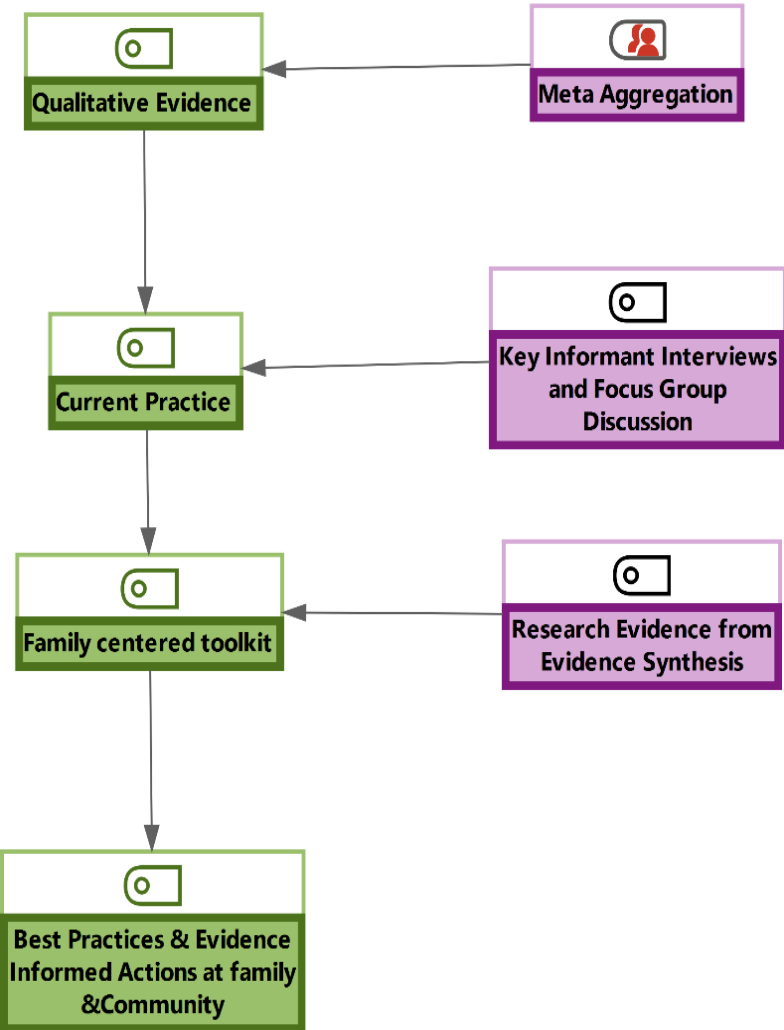 Qualitative Evidence
Meta Aggregation
Current Practice
Key Informant Interviews
and Focus Group
Discussion
Family centered toolkit
Research Evidence from
Evidence Synthesis
Best Practices & Evidence
Informed Actions at family
&Community